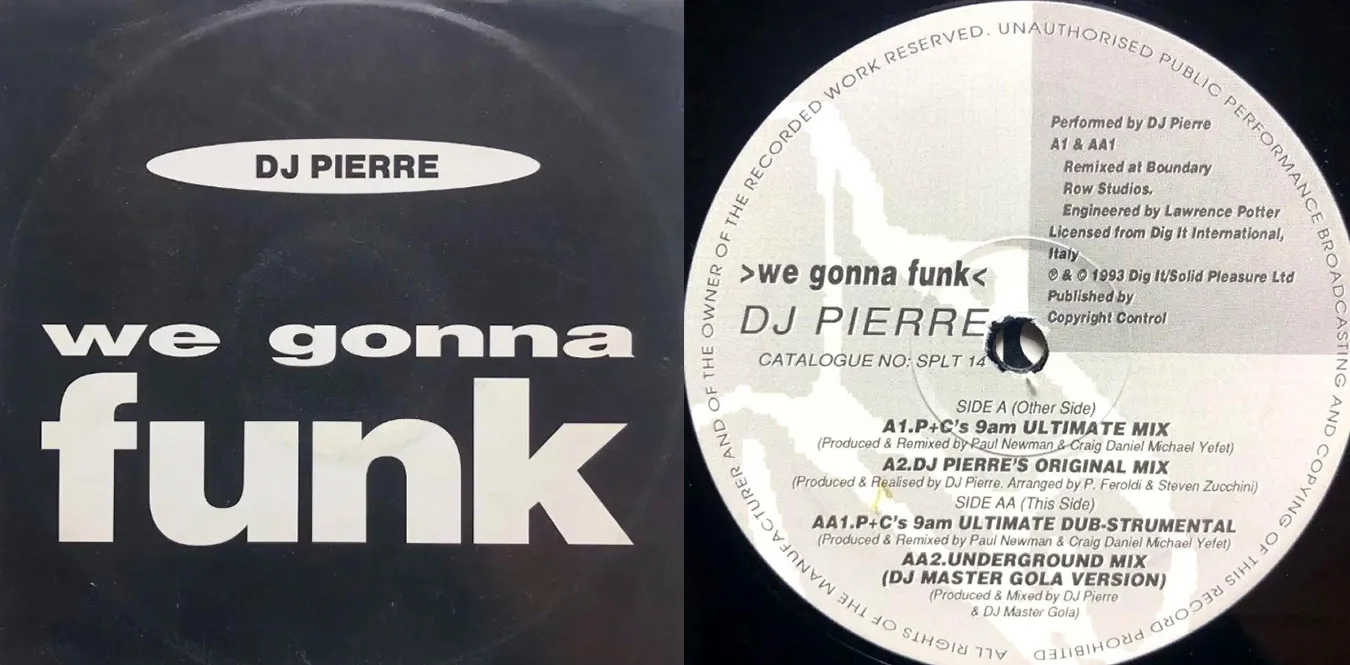 DJ PIERRE
we gonna
funk
ALL RIGHTS OF THE MANUFACTURER AND OF THE OWNER OF THE RECORDED WORK RESERVED. UNAUTHORISED PUBLIC PERFORMANCE BROADCASTING AND COPYING OF THIS RECORD PROHIBITED
Performed by DJ Pierre
A1 & AA1
Remixed at Boundary
Row Studios.
Engineered by Lawrence Potter
Licensed from Dig It International,
Italy
℗ & © 1993 Dig It/Solid Pleasure Ltd
Published by
Copyright Control
>we gonna funk<
DJ PIERRE
CATALOGUE NO: SPLT 14
SIDE A (Other Side)
A1.P+C's 9am ULTIMATE MIX
(Produced & Remixed by Paul Newman & Craig Daniel Michael Yefet)
A2.DJ PIERRE'S ORIGINAL MIX
(Produced & Realised by DJ Pierre. Arranged by P. Feroldi & Steven Zucchini)
SIDE AA (This Side)
AA1.P+C's 9am ULTIMATE DUB-STRUMENTAL
(Produced & Remixed by Paul Newman & Craig Daniel Michael Yefet)
AA2.UNDERGROUND MIX
(DJ MASTER GOLA VERSION)
(Produced & Mixed by DJ Pierre
& DJ Master Gola)